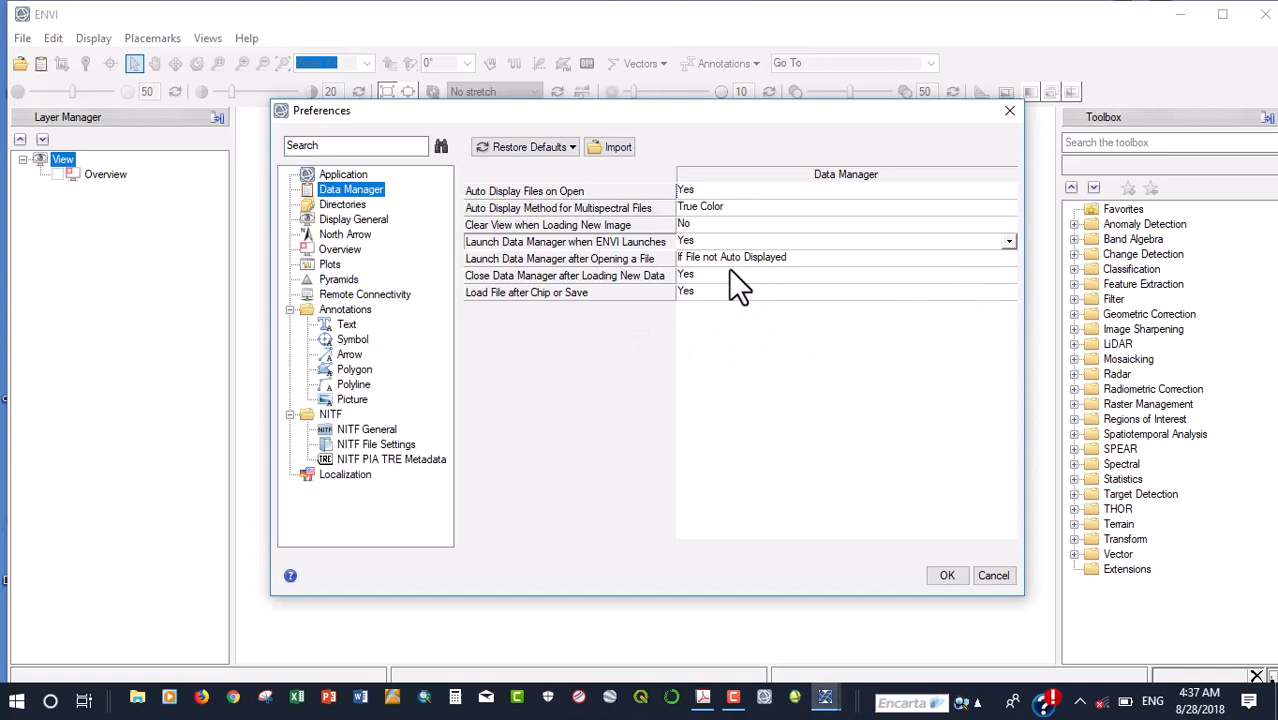 ENVI
File Edit Display Placemarks Views Help
0° Vectors Annotations Go To
50 20 No stretch 10 50
Layer Manager
View
Overview
Preferences
Search Restore Defaults Import
Application
Data Manager
Directories
Display General
North Arrow
Overview
Plots
Pyramids
Remote Connectivity
Annotations
Text
Symbol
Arrow
Polygon
Polyline
Picture
NITF
NITF General
NITF File Settings
NITF PIA TRE Metadata
Localization
Data Manager
Auto Display Files on Open Yes
Auto Display Method for Multispectral Files True Color
Clear View when Loading New Image No
Launch Data Manager when ENVI Launches Yes
Launch Data Manager after Opening a File If File not Auto Displayed
Close Data Manager after Loading New Data Yes
Load File after Chip or Save Yes
OK Cancel
Toolbox
Search the toolbox
Favorites
Anomaly Detection
Band Algebra
Change Detection
Classification
Feature Extraction
Filter
Geometric Correction
Image Sharpening
LiDAR
Mosaicking
Radar
Radiometric Correction
Raster Management
Regions of Interest
Spatiotemporal Analysis
SPEAR
Spectral
Statistics
Target Detection
THOR
Terrain
Transform
Vector
Extensions
Encarta
ENG
4:37 AM
8/28/2018